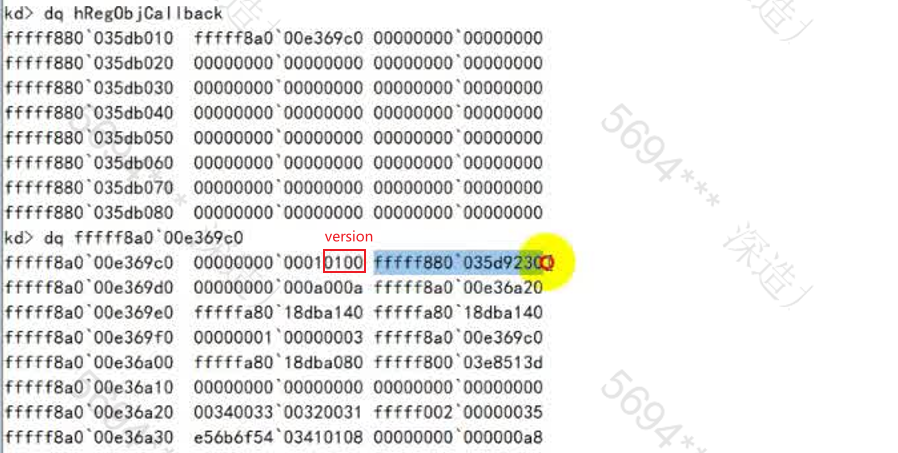 kd> dq hRegObjCallback
fffff880`035db010 fffff8a0`00e369c0 00000000`00000000
fffff880`035db020 00000000`00000000 00000000`00000000
fffff880`035db030 00000000`00000000 00000000`00000000
fffff880`035db040 00000000`00000000 00000000`00000000
fffff880`035db050 00000000`00000000 00000000`00000000
fffff880`035db060 00000000`00000000 00000000`00000000
fffff880`035db070 00000000`00000000 00000000`00000000
fffff880`035db080 00000000`00000000 00000000`00000000
kd> dq fffff8a0`00e369c0
version
fffff8a0`00e369c0 00000000`00010100 fffff880`035d9230
fffff8a0`00e369d0 00000000`000a000a fffff8a0`00e36a20
fffff8a0`00e369e0 fffffa80`18dba140 fffffa80`18dba140
fffff8a0`00e369f0 00000001`00000003 fffff8a0`00e369c0
fffff8a0`00e36a00 fffffa80`18dba080 fffff800`03e8513d
fffff8a0`00e36a10 00000000`00000000 00000000`00000000
fffff8a0`00e36a20 00340033`00320031 fffff002`00000035
fffff8a0`00e36a30 e56b6f54`03410108 00000000`000000a8
5694***
5694***
深造
5694**